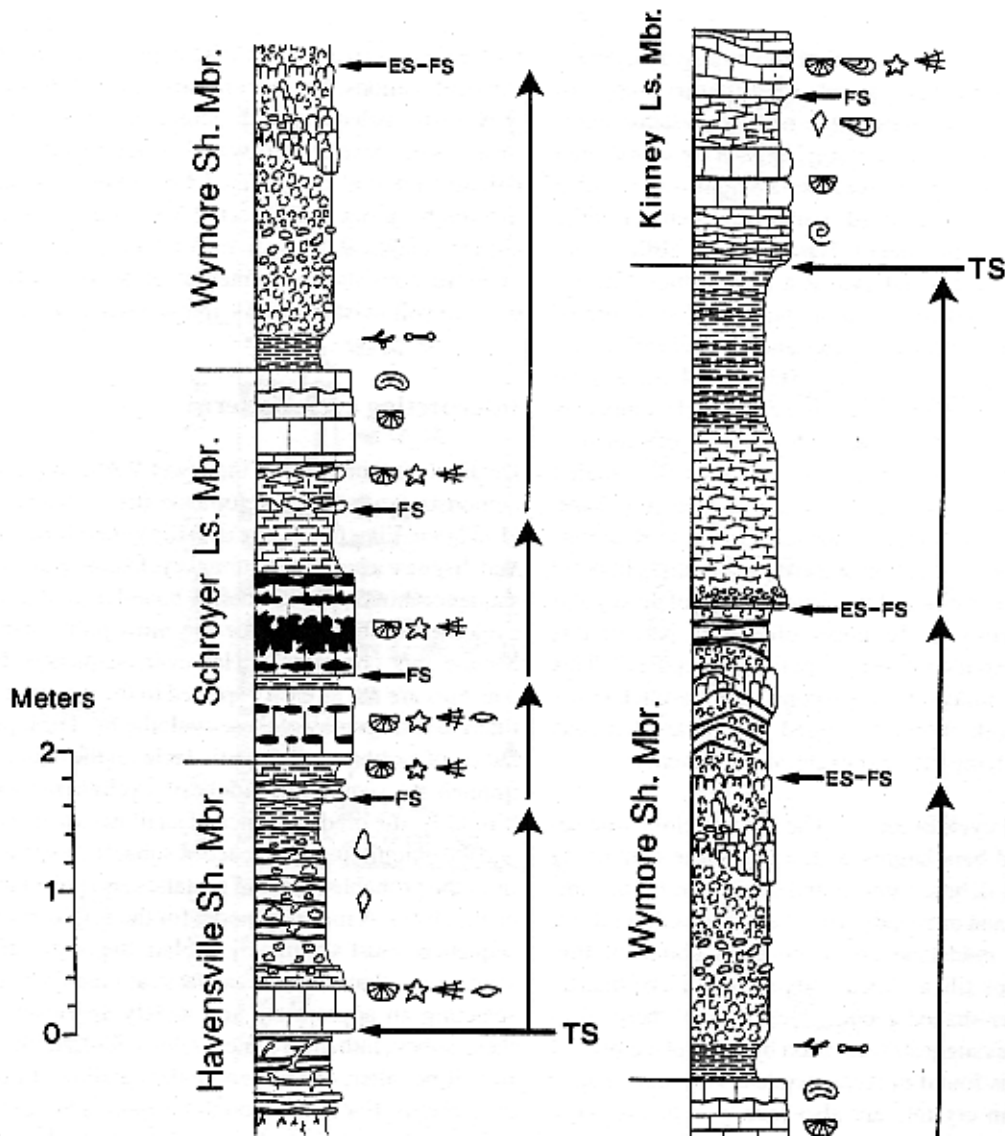 Wymore Sh. Mbr.
ES-FS
Schroyer Ls. Mbr.
FS
FS
Meters
2
1
0
Havensville Sh. Mbr.
FS
TS
Kinney Ls. Mbr.
FS
TS
Wymore Sh. Mbr.
ES-FS
ES-FS